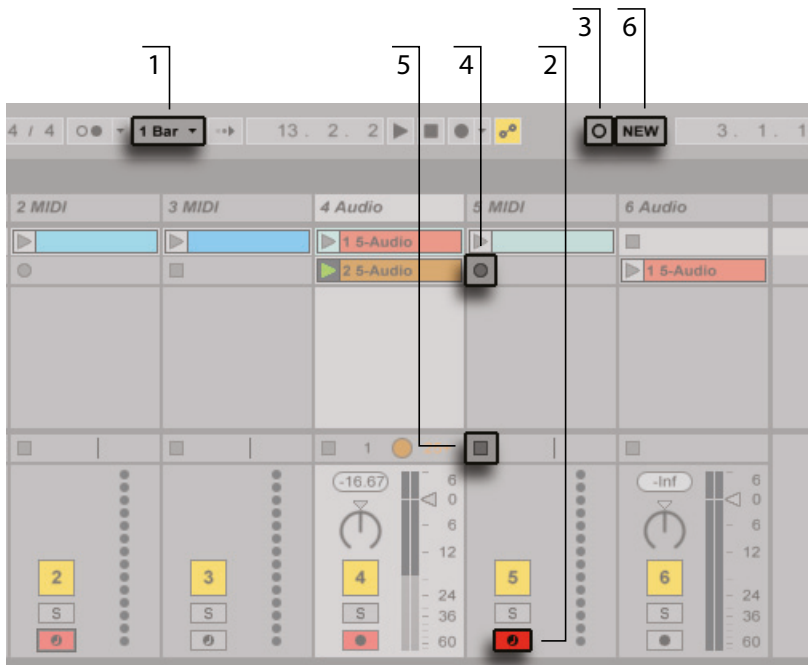 3 6
1 5 4 2
4 / 4 1 Bar 13. 2. 2 NEW 3. 1. 1
2 MIDI 3 MIDI 4 Audio 5 MIDI 6 Audio
1 5-Audio
2 5-Audio 1 5-Audio
1
-16.67 6 -Inf 6
0 0
6 6
12 12
2 3 4 5 6
24 24
S S S S S
36 36
60 60